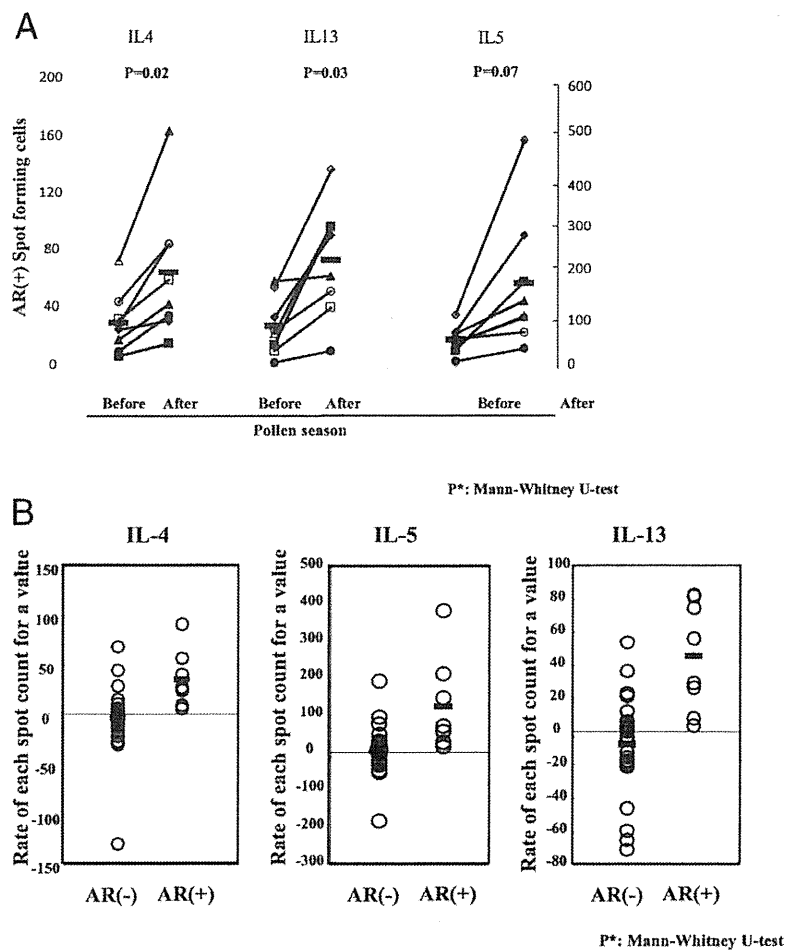 A
IL4 IL13 IL5
P=0.02 P=0.03 P=0.07
AR(+) Spot forming cells
200
160
120
80
40
0
600
500
400
300
200
100
0
Before After Before After Before After
Pollen season
P*: Mann-Whitney U-test
B
IL-4 IL-5 IL-13
Rate of each spot count for a value
150
100
50
0
-50
-100
-150
AR(-) AR(+)
Rate of each spot count for a value
500
400
300
200
100
0
-100
-200
-300
AR(-) AR(+)
Rate of each spot count for a value
100
80
60
40
20
0
-20
-40
-60
-80
AR(-) AR(+)
P*: Mann-Whitney U-test